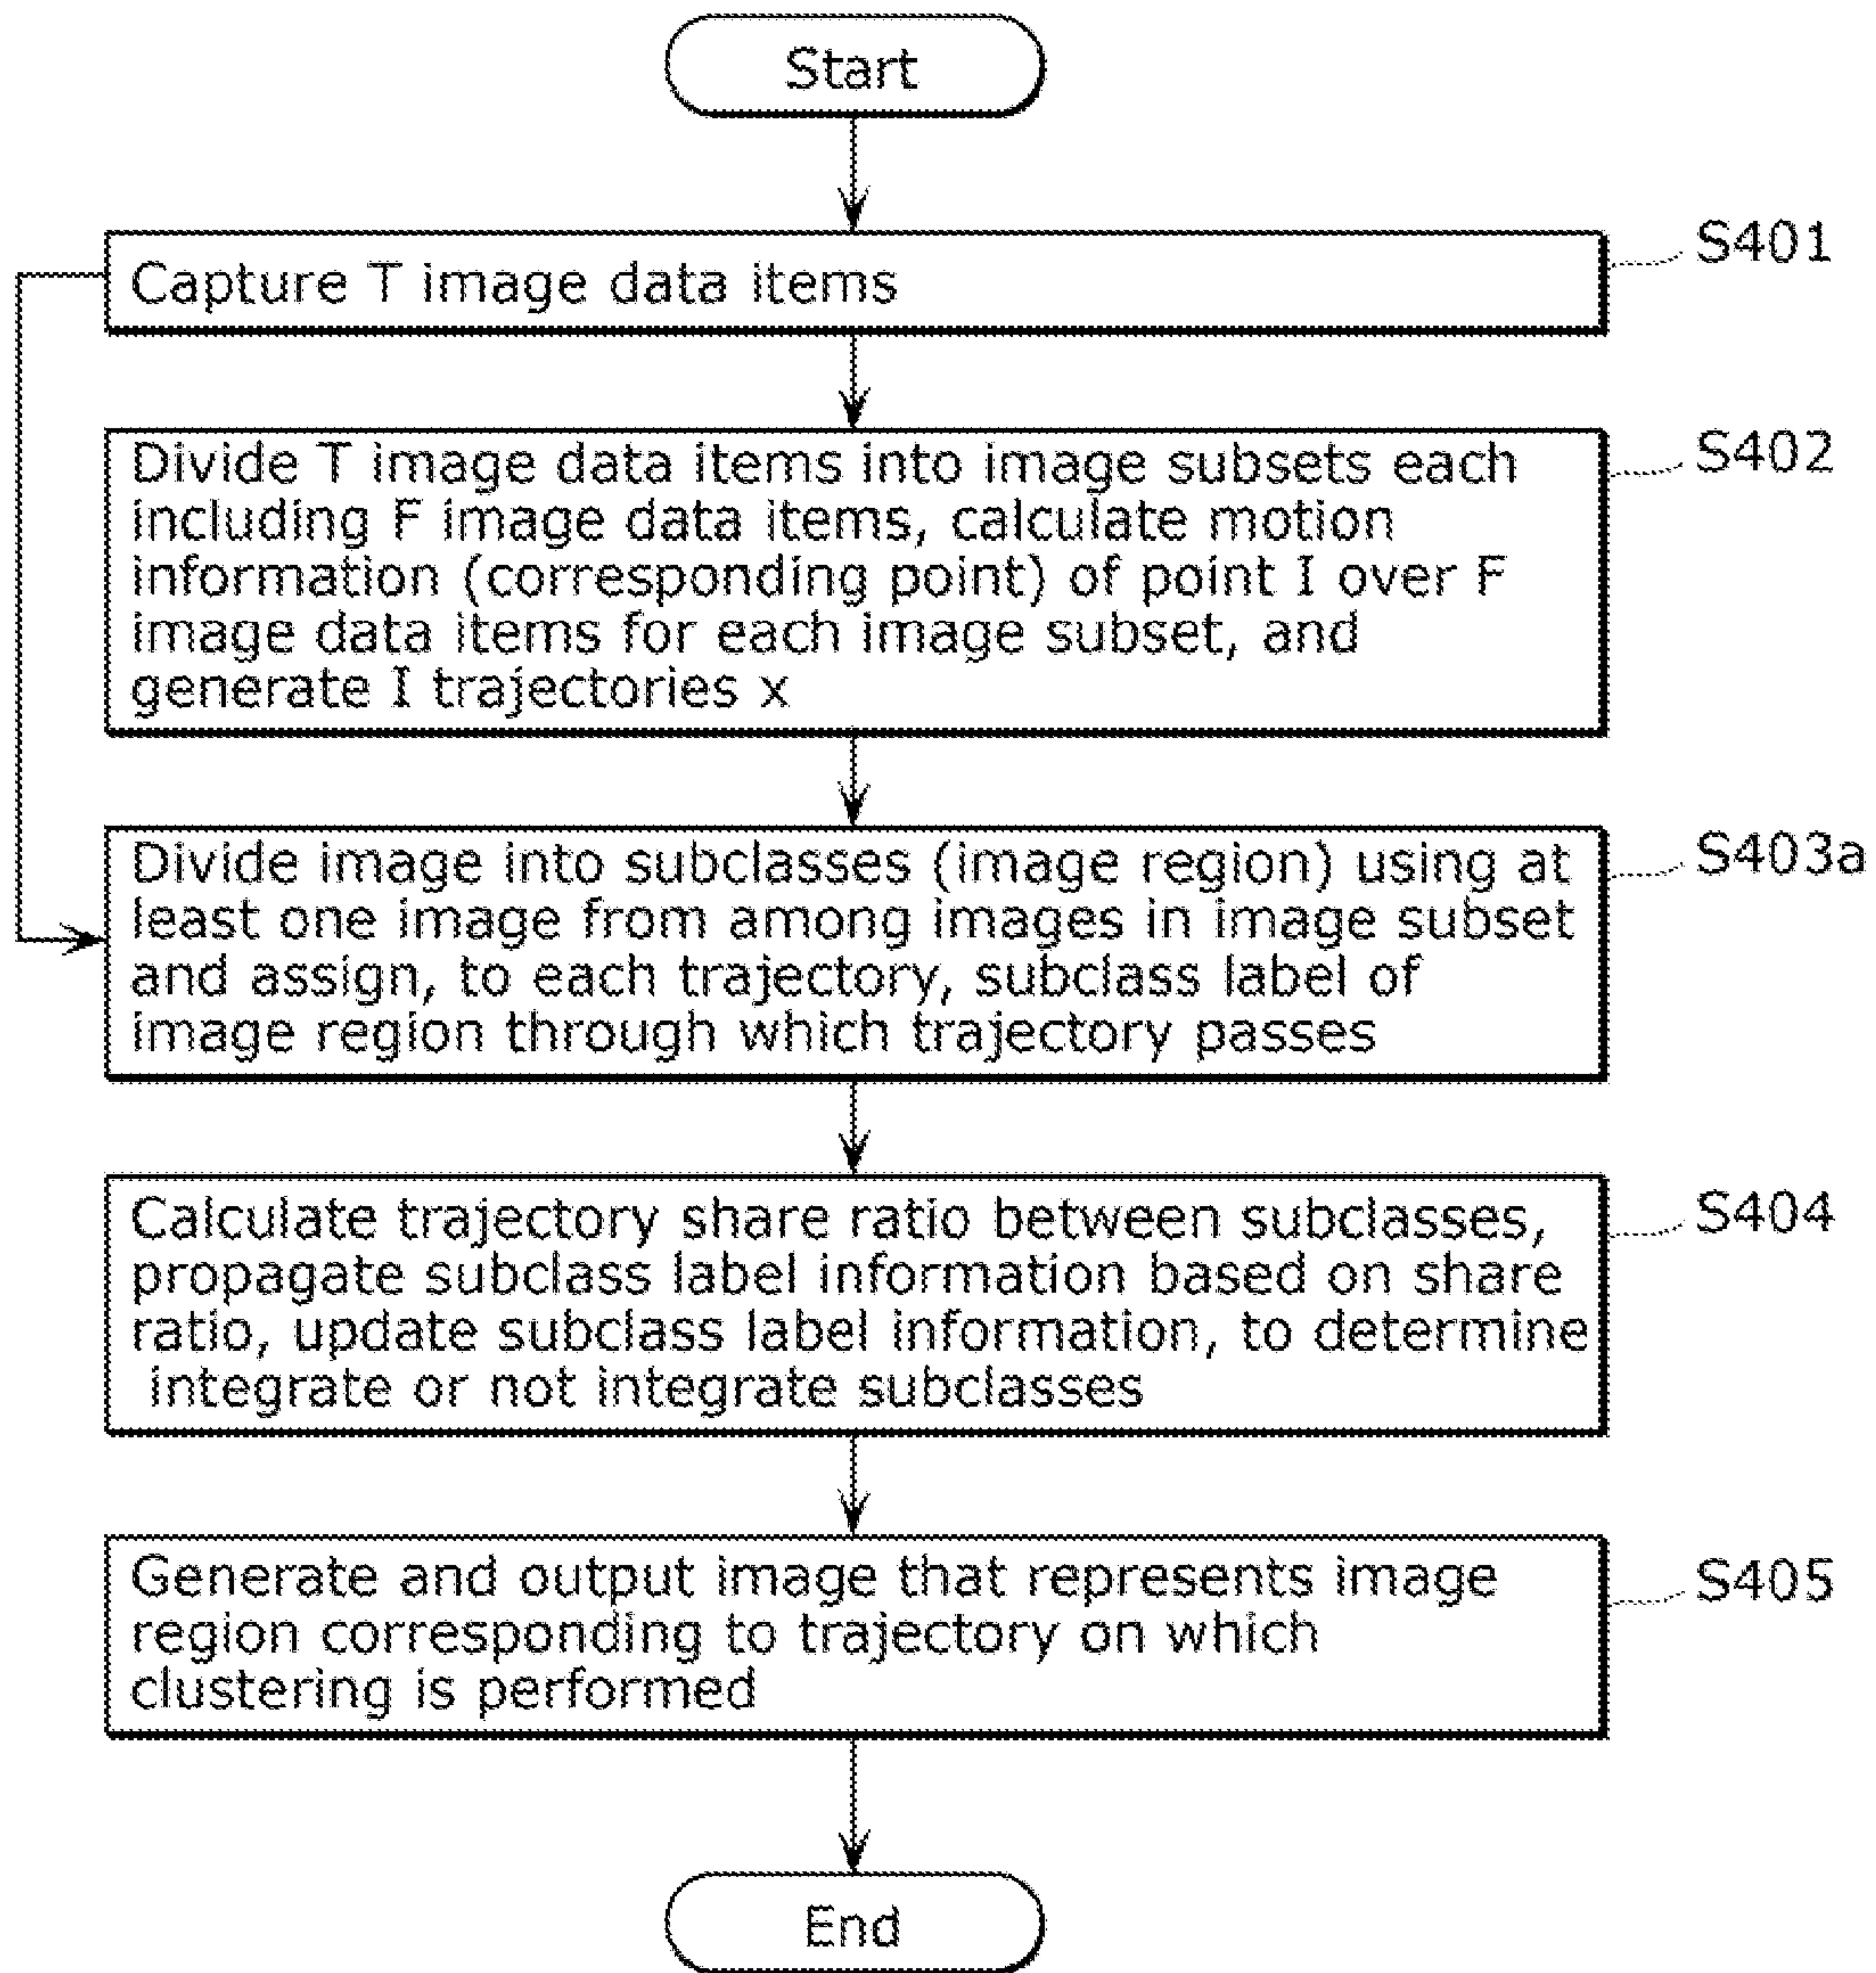 Start
Capture T image data items
S401
Divide T image data items into image subsets each
including F image data items, calculate motion
information (corresponding point) of point I over F
image data items for each image subset, and
generate I trajectories x
S402
Divide image into subclasses (image region) using at
least one image from among images in image subset
and assign, to each trajectory, subclass label of
image region through which trajectory passes
S403a
Calculate trajectory share ratio between subclasses,
propagate subclass label information based on share
ratio, update subclass label information, to determine
integrate or not integrate subclasses
S404
Generate and output image that represents image
region corresponding to trajectory on which
clustering is performed
S405
End